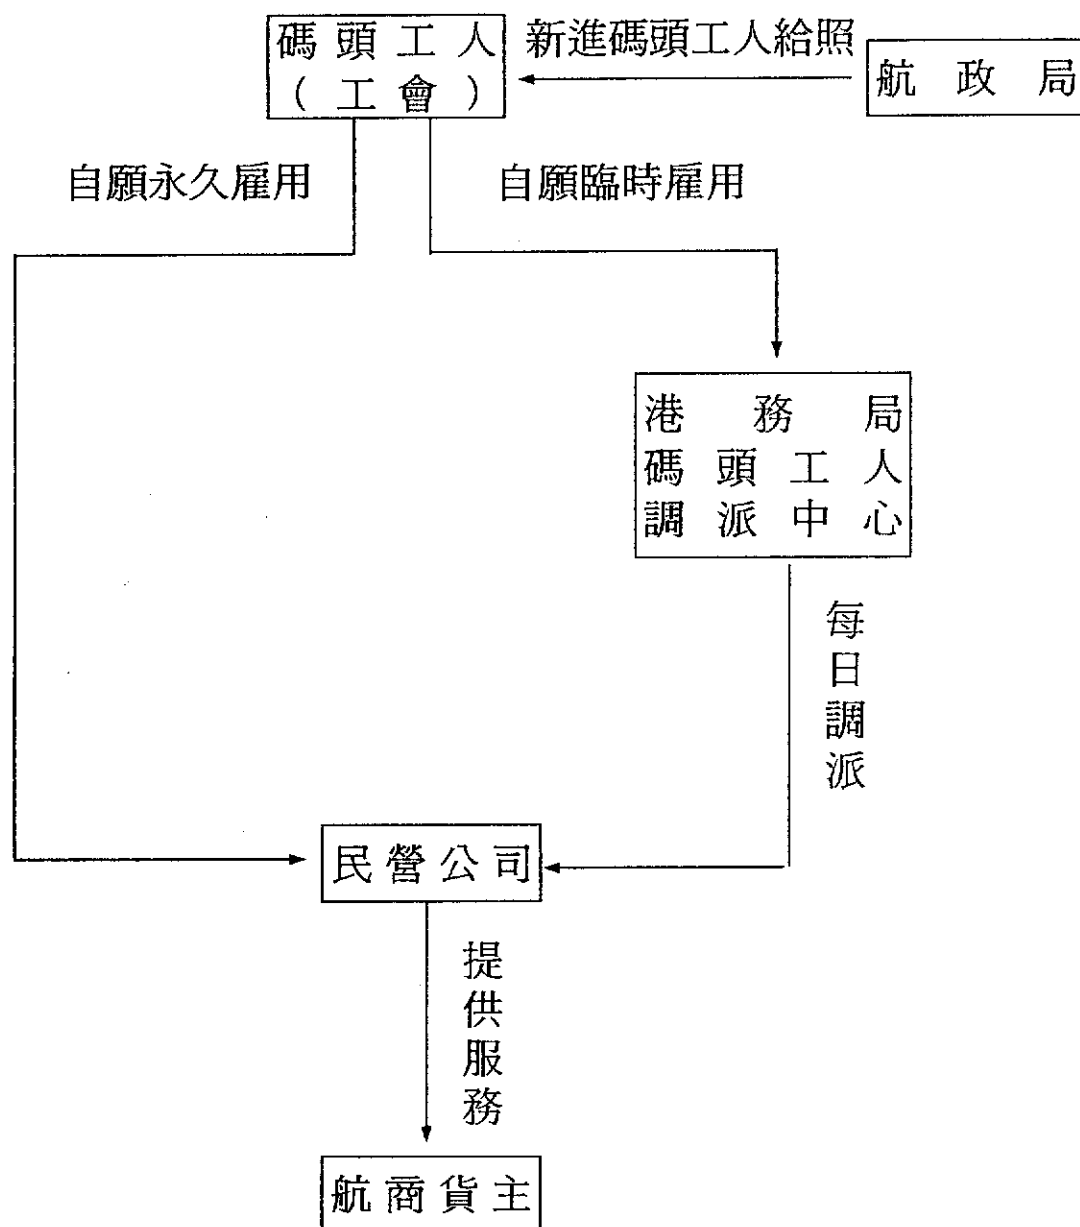 碼頭工人
(工會)
新進碼頭工人給照
航政局
自願永久雇用
自願臨時雇用
港務局
碼頭工人
調派中心
每日調派
民營公司
提供服務
航商貨主